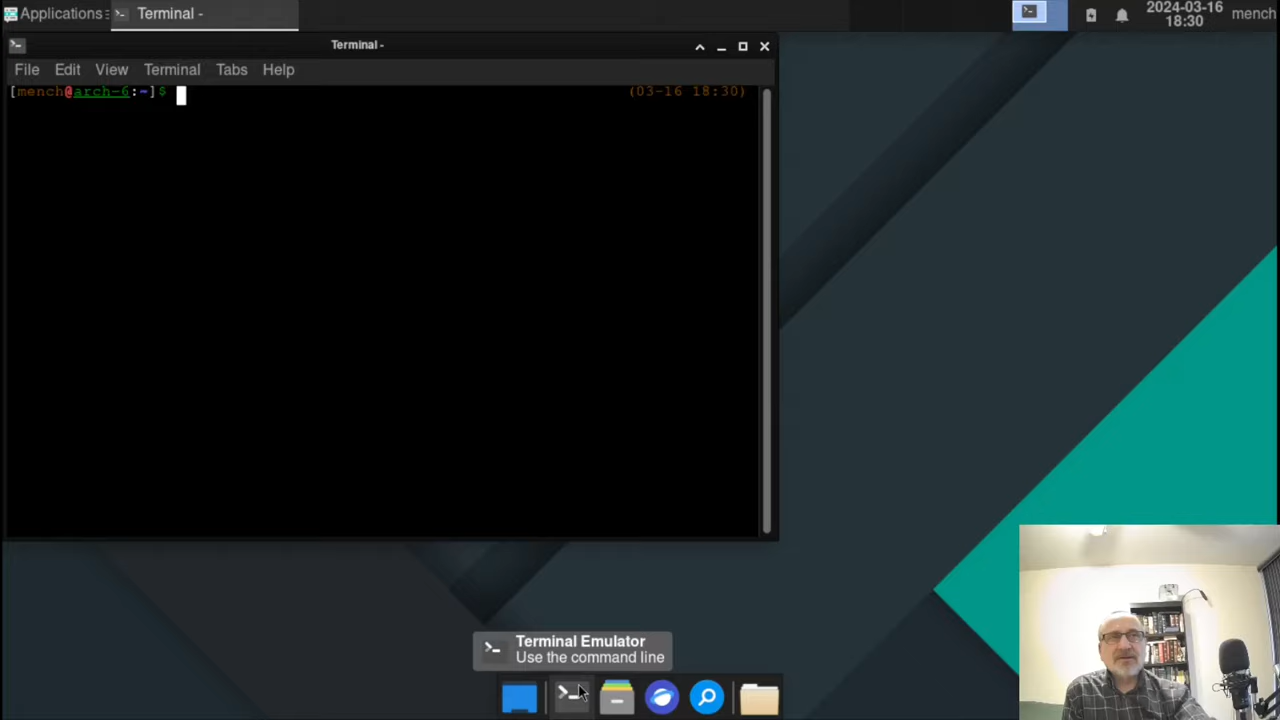 Applications
Terminal -
2024-03-16
18:30
mench
Terminal -
File Edit View Terminal Tabs Help
[mench@arch-6:~]$ (03-16 18:30)
Terminal Emulator
Use the command line